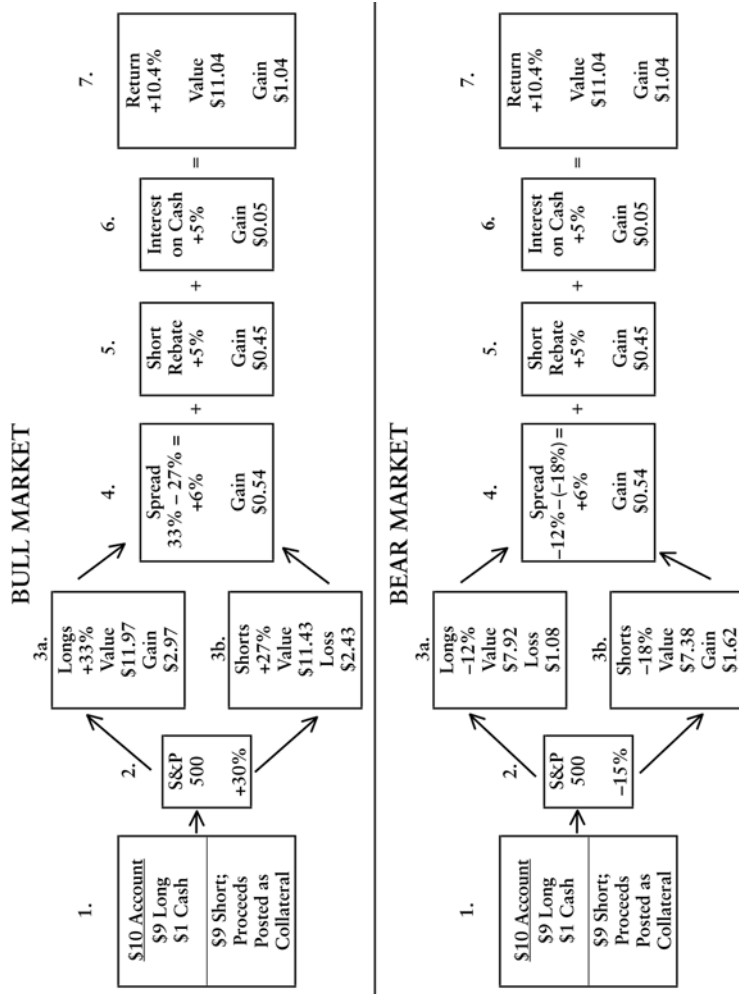 BULL MARKET
1.
$10 Account
$9 Long
$1 Cash
$9 Short;
Proceeds
Posted as
Collateral
2.
S&P
500
+30%
3a.
Longs
+33%
Value
$11.97
Gain
$2.97
3b.
Shorts
+27%
Value
$11.43
Loss
$2.43
4.
Spread
33% – 27% =
+6%
Gain
$0.54
+
5.
Short
Rebate
+5%
Gain
$0.45
+
6.
Interest
on Cash
+5%
Gain
$0.05
=
7.
Return
+10.4%
Value
$11.04
Gain
$1.04
BEAR MARKET
1.
$10 Account
$9 Long
$1 Cash
$9 Short;
Proceeds
Posted as
Collateral
2.
S&P
500
–15%
3a.
Longs
–12%
Value
$7.92
Loss
$1.08
3b.
Shorts
–18%
Value
$7.38
Gain
$1.62
4.
Spread
–12% – (–18%) =
+6%
Gain
$0.54
+
5.
Short
Rebate
+5%
Gain
$0.45
+
6.
Interest
on Cash
+5%
Gain
$0.05
=
7.
Return
+10.4%
Value
$11.04
Gain
$1.04